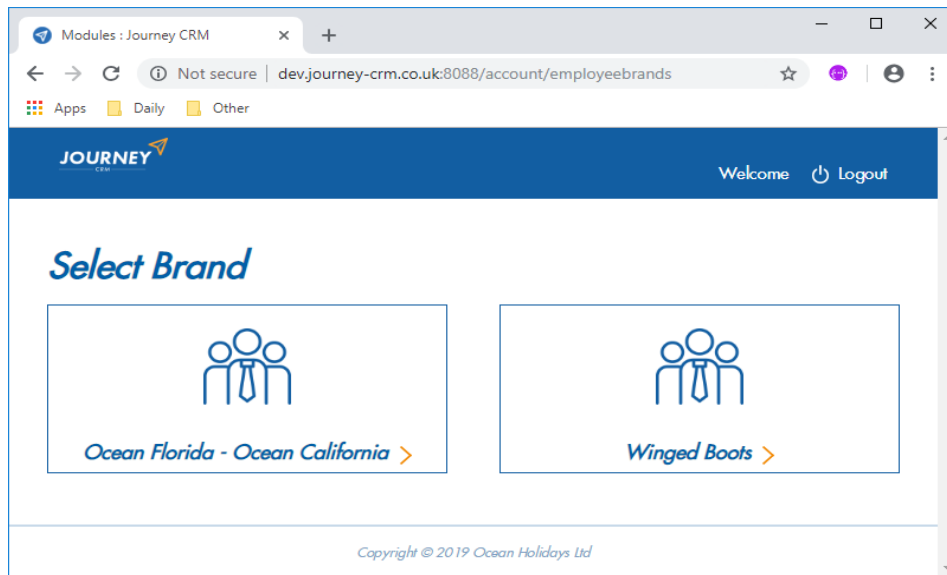 Modules : Journey CRM
Not secure | dev.journey-crm.co.uk:8088/account/employeebrands
Apps Daily Other
JOURNEY
CRM
Welcome Logout
Select Brand
Ocean Florida - Ocean California >
Winged Boots >
Copyright © 2019 Ocean Holidays Ltd